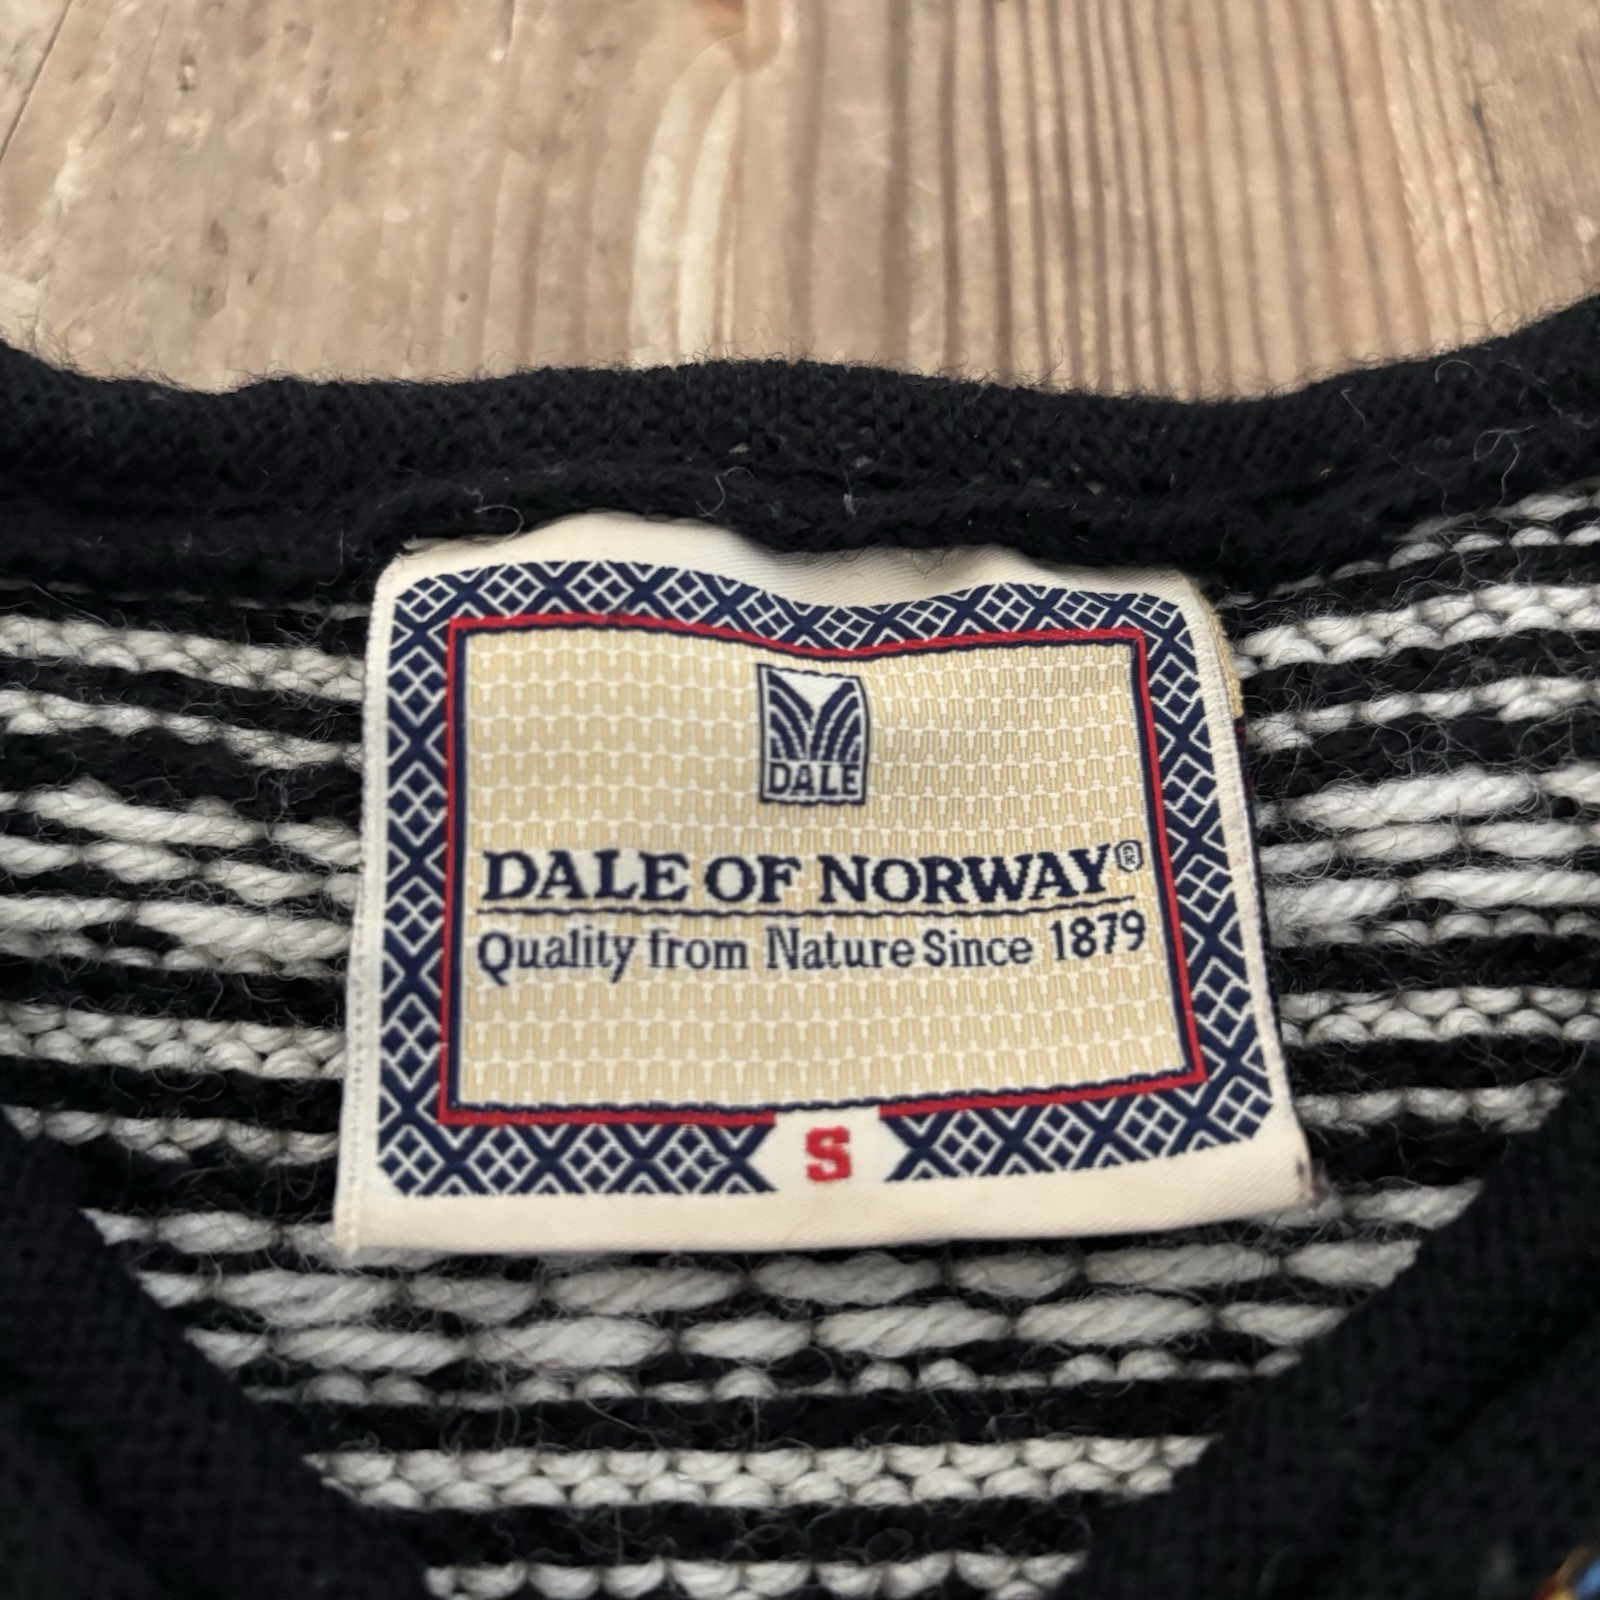 DALE
DALE OF NORWAY®
Quality from Nature Since 1879
S